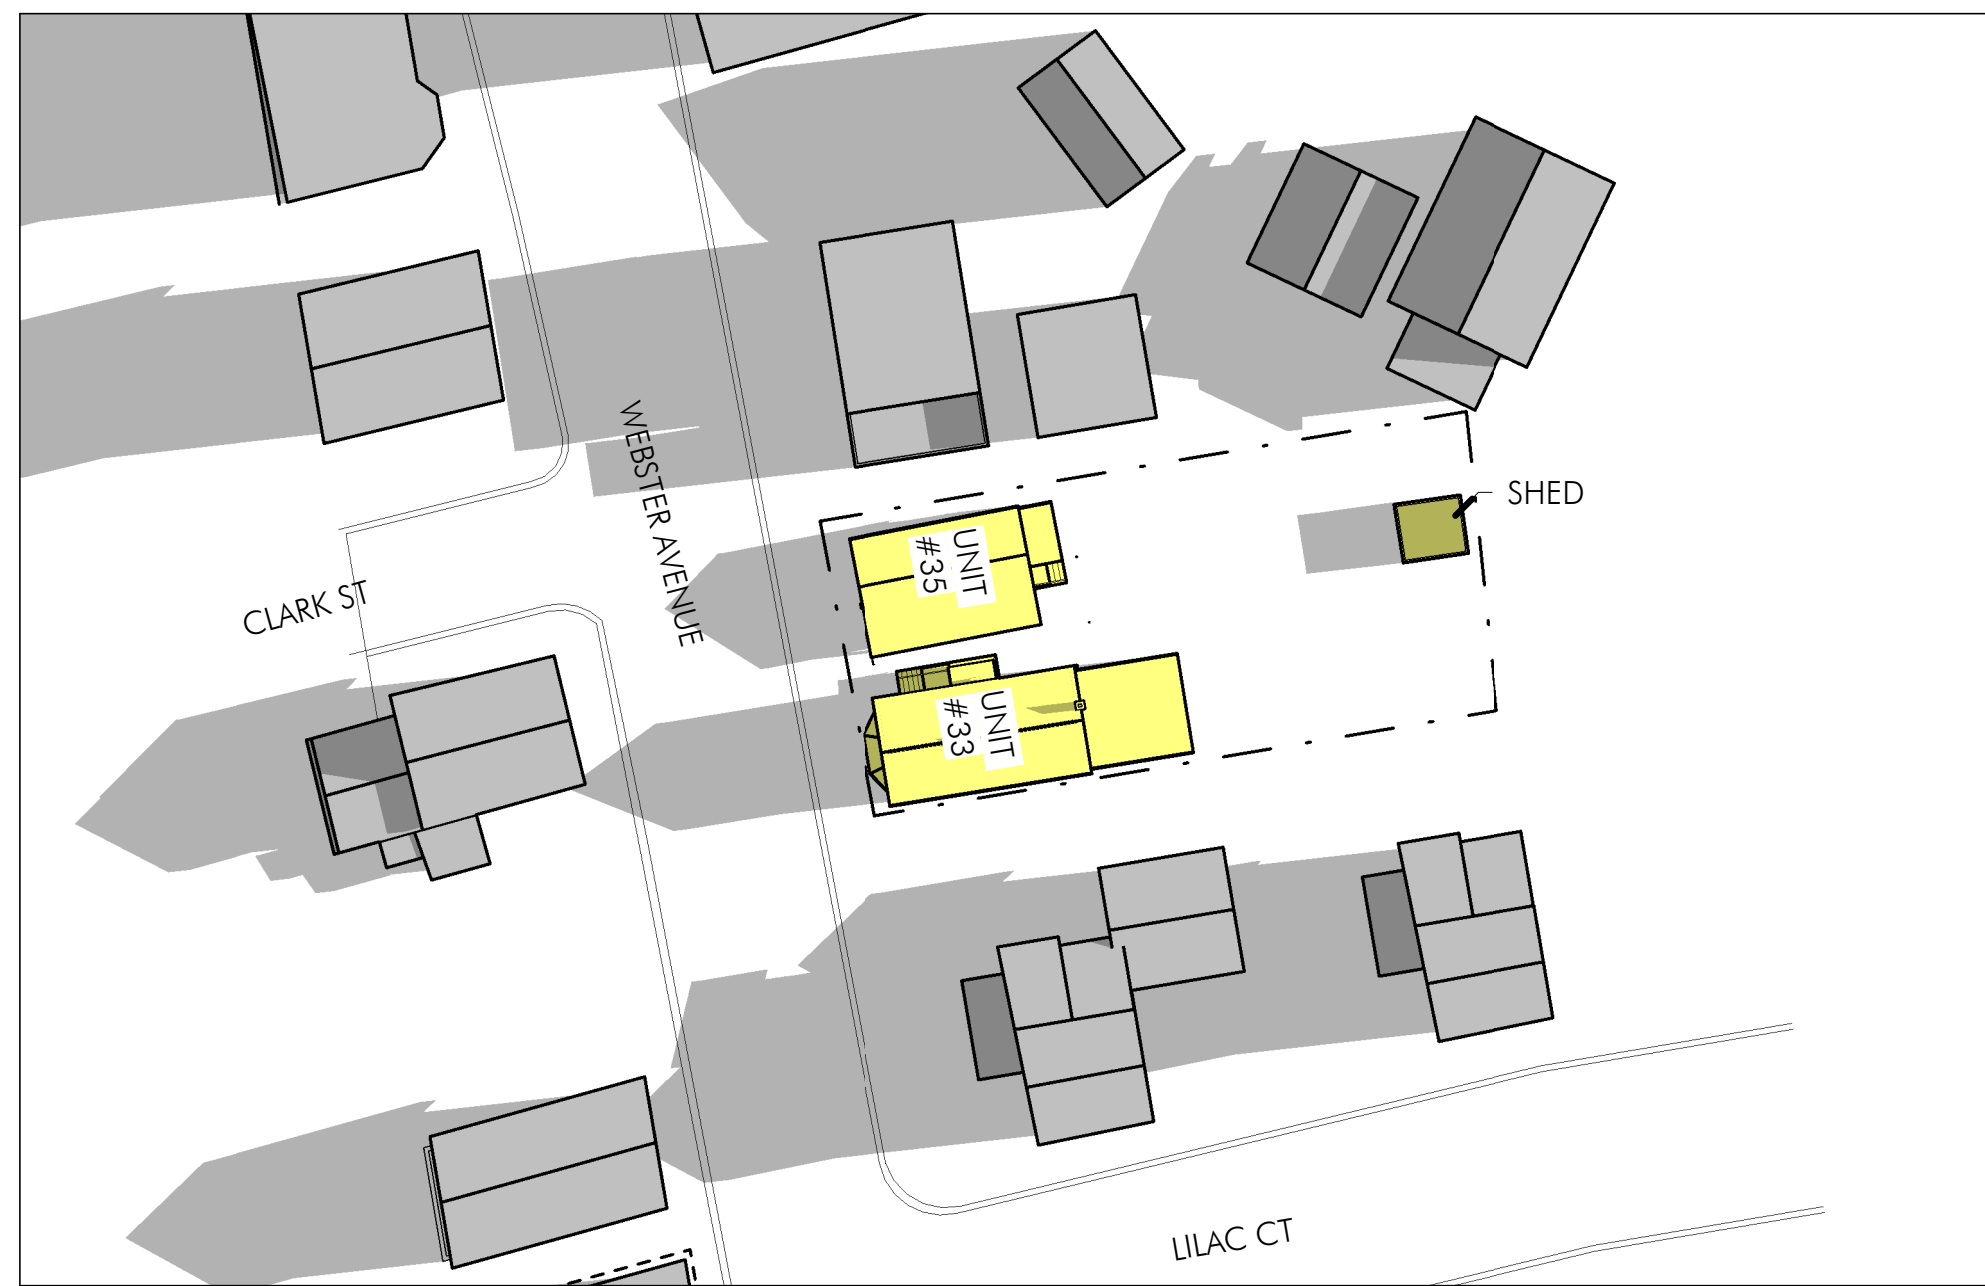 SHED
WEBSTER AVENUE
UNIT
#35
CLARK ST
UNIT
#33
LILAC CT